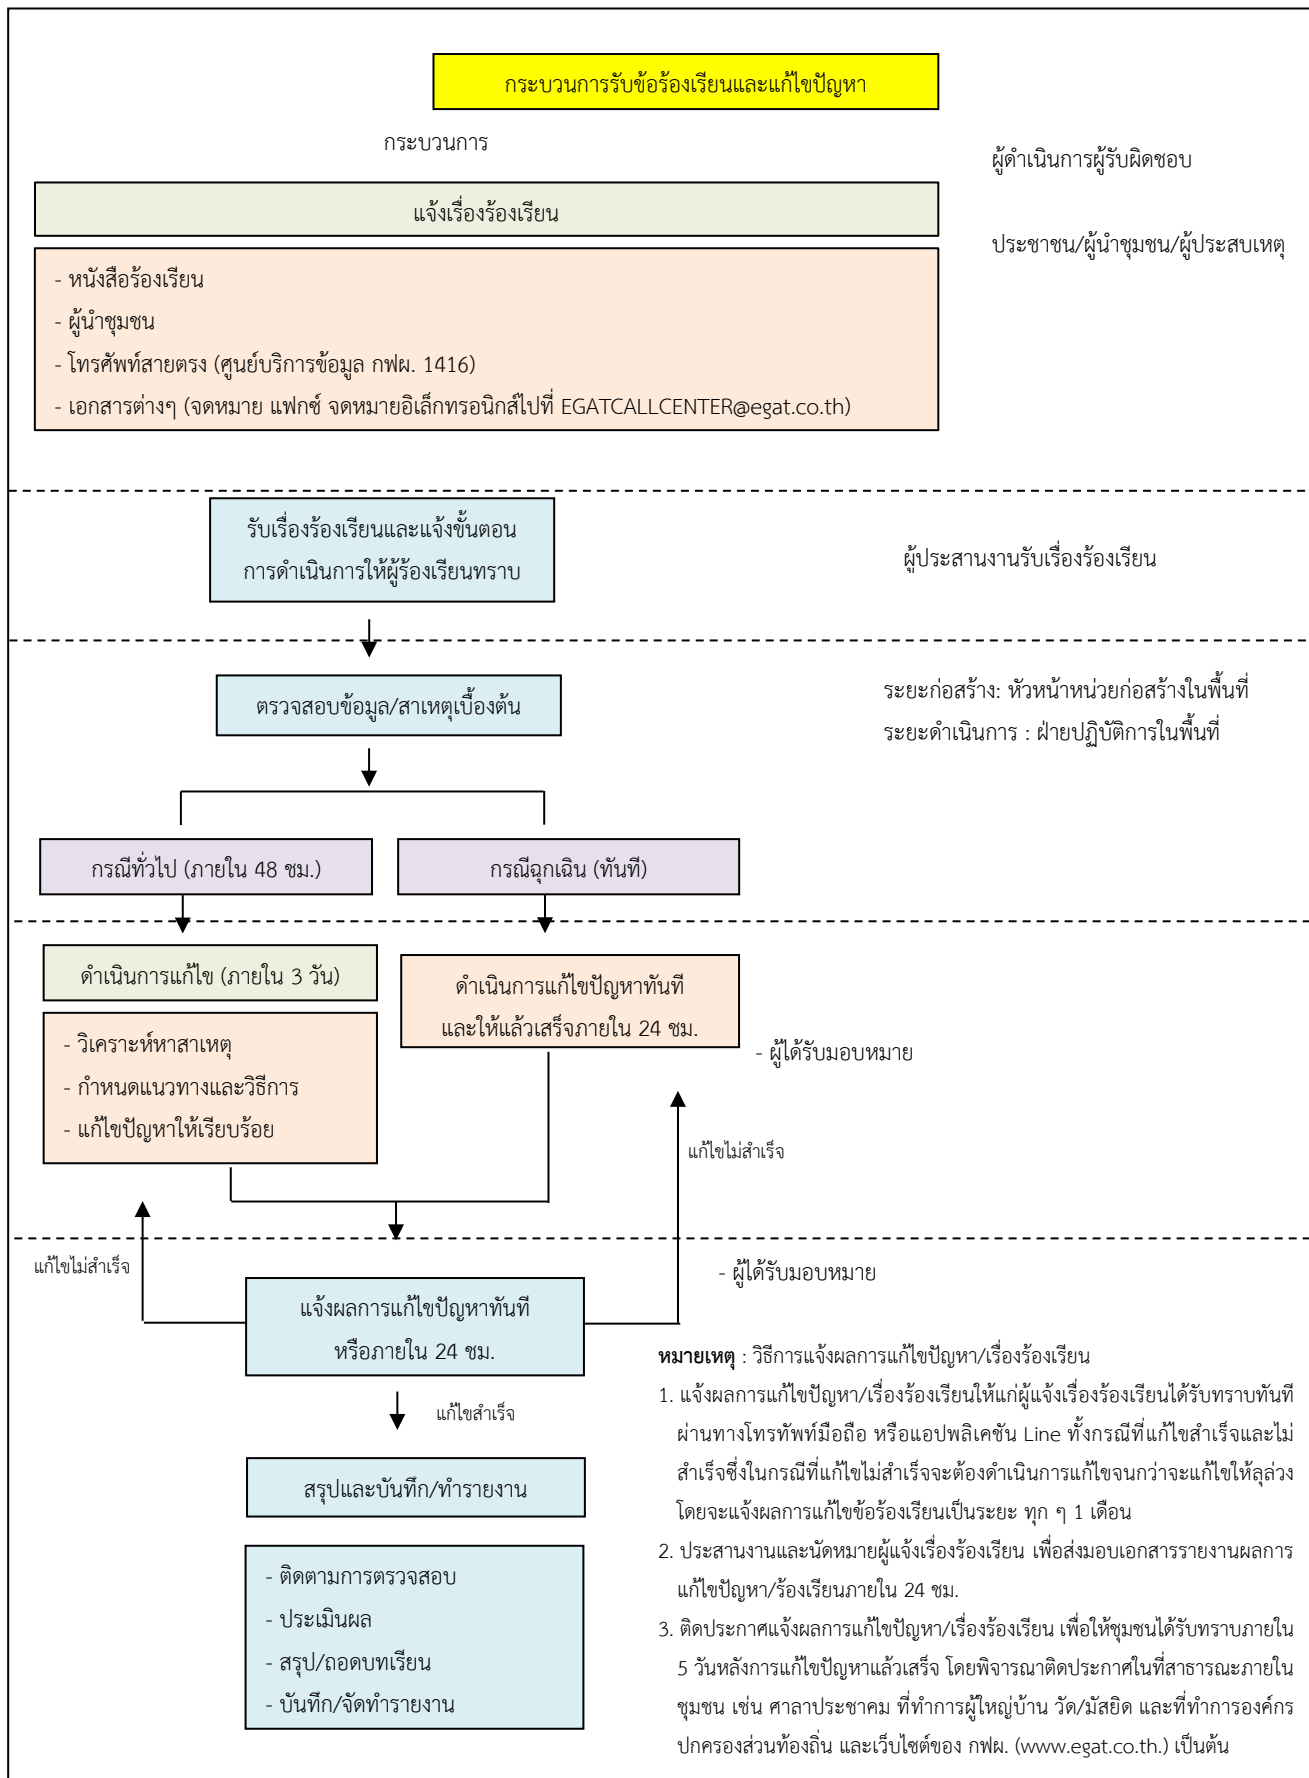 กระบวนการรับข้อร้องเรียนและแก้ไขปัญหา
กระบวนการ
ผู้ดำเนินการผู้รับผิดชอบ
แจ้งเรื่องร้องเรียน
ประชาชน/ผู้นำชุมชน/ผู้ประสบเหตุ
- หนังสือร้องเรียน
- ผู้นำชุมชน
- โทรศัพท์สายตรง (ศูนย์บริการข้อมูล กฟผ. 1416)
- เอกสารต่างๆ (จดหมาย แฟกซ์ จดหมายอิเล็กทรอนิกส์ไปที่ EGATCALLCENTER@egat.co.th)
รับเรื่องร้องเรียนและแจ้งขั้นตอน
การดำเนินการให้ผู้ร้องเรียนทราบ
ผู้ประสานงานรับเรื่องร้องเรียน
ตรวจสอบข้อมูล/สาเหตุเบื้องต้น
ระยะก่อสร้าง: หัวหน้าหน่วยก่อสร้างในพื้นที่
ระยะดำเนินการ : ฝ่ายปฏิบัติการในพื้นที่
กรณีทั่วไป (ภายใน 48 ชม.)
กรณีฉุกเฉิน (ทันที)
ดำเนินการแก้ไข (ภายใน 3 วัน)
- วิเคราะห์หาสาเหตุ
- กำหนดแนวทางและวิธีการ
- แก้ไขปัญหาให้เรียบร้อย
ดำเนินการแก้ไขปัญหาทันที
และให้แล้วเสร็จภายใน 24 ชม.
- ผู้ได้รับมอบหมาย
แก้ไขไม่สำเร็จ
แก้ไขไม่สำเร็จ
- ผู้ได้รับมอบหมาย
แจ้งผลการแก้ไขปัญหาทันที
หรือภายใน 24 ชม.
แก้ไขสำเร็จ
สรุปและบันทึก/ทำรายงาน
- ติดตามการตรวจสอบ
- ประเมินผล
- สรุป/ถอดบทเรียน
- บันทึก/จัดทำรายงาน
หมายเหตุ : วิธีการแจ้งผลการแก้ไขปัญหา/เรื่องร้องเรียน
1. แจ้งผลการแก้ไขปัญหา/เรื่องร้องเรียนให้แก่ผู้แจ้งเรื่องร้องเรียนได้รับทราบทันที
ผ่านทางโทรทัพท์มือถือ หรือแอปพลิเคชัน Line ทั้งกรณีที่แก้ไขสำเร็จและไม่
สำเร็จซึ่งในกรณีที่แก้ไขไม่สำเร็จจะต้องดำเนินการแก้ไขจนกว่าจะแก้ไขให้ลุล่วง
โดยจะแจ้งผลการแก้ไขข้อร้องเรียนเป็นระยะ ทุก ๆ 1 เดือน
2. ประสานงานและนัดหมายผู้แจ้งเรื่องร้องเรียน เพื่อส่งมอบเอกสารรายงานผลการ
แก้ไขปัญหา/ร้องเรียนภายใน 24 ชม.
3. ติดประกาศแจ้งผลการแก้ไขปัญหา/เรื่องร้องเรียน เพื่อให้ชุมชนได้รับทราบภายใน
5 วันหลังการแก้ไขปัญหาแล้วเสร็จ โดยพิจารณาติดประกาศในที่สาธารณะภายใน
ชุมชน เช่น ศาลาประชาคม ที่ทำการผู้ใหญ่บ้าน วัด/มัสยิด และที่ทำการองค์กร
ปกครองส่วนท้องถิ่น และเว็บไซต์ของ กฟผ. (www.egat.co.th.) เป็นต้น